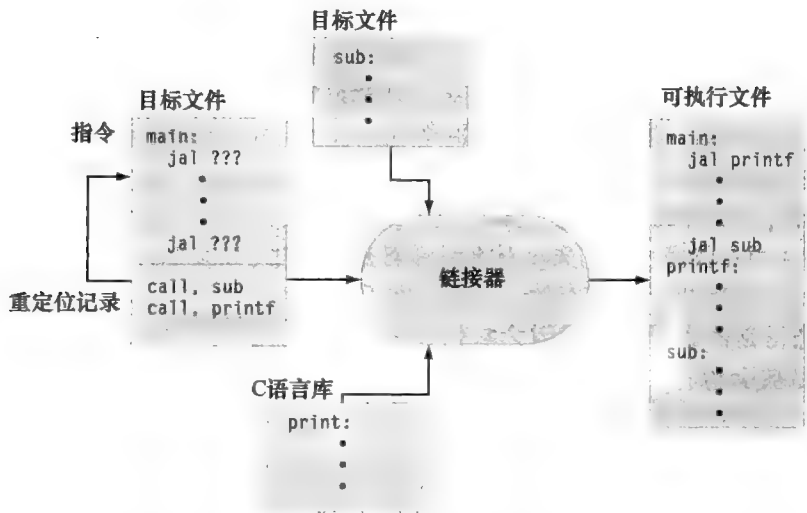 目标文件
sub:
目标文件
指令
main:
jal ???
jal ???
重定位记录
call, sub
call, printf
链接器
C语言库
print:
可执行文件
main:
jal printf
jal sub
printf:
sub: